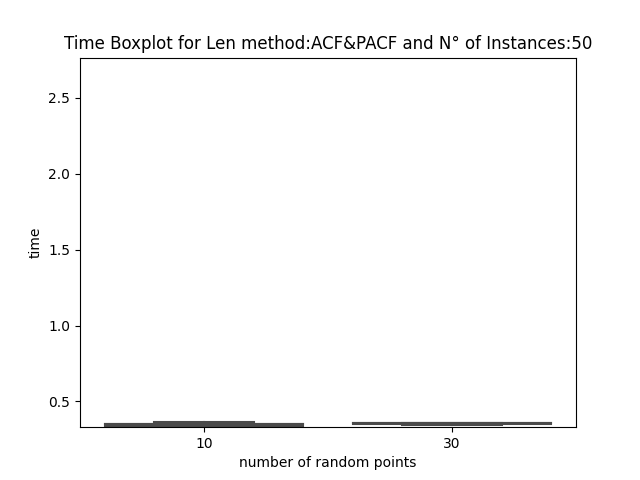 Time Boxplot for Len method:ACF&PACF and N° of Instances:50
2.5
2.0
1.5
1.0
0.5
time
10
30
number of random points